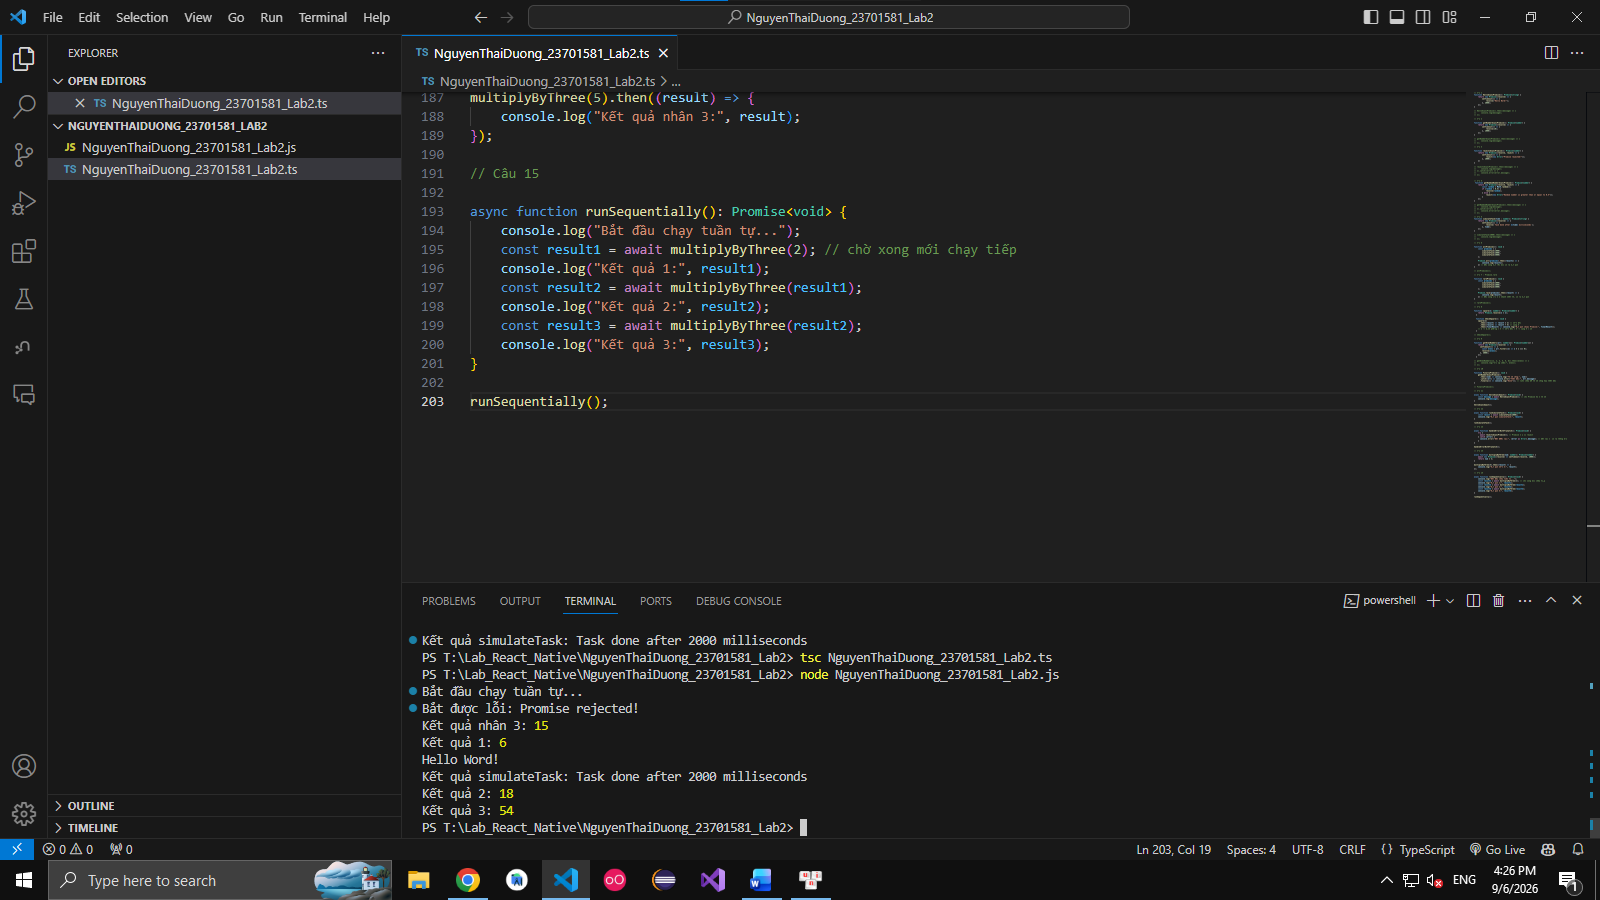 File Edit Selection View Go Run Terminal Help
NguyenThaiDuong_23701581_Lab2
EXPLORER
OPEN EDITORS
TS NguyenThaiDuong_23701581_Lab2.ts
NGUYENTHAIDUONG_23701581_LAB2
JS NguyenThaiDuong_23701581_Lab2.js
TS NguyenThaiDuong_23701581_Lab2.ts
OUTLINE
TIMELINE
TS NguyenThaiDuong_23701581_Lab2.ts
TS NguyenThaiDuong_23701581_Lab2.ts > ...
187 multiplyByThree(5).then((result) => {
188 console.log("Kết quả nhân 3:", result);
189 });
190
191 // Câu 15
192
193 async function runSequentially(): Promise<void> {
194 console.log("Bắt đầu chạy tuần tự...");
195 const result1 = await multiplyByThree(2); // chờ xong mới chạy tiếp
196 console.log("Kết quả 1:", result1);
197 const result2 = await multiplyByThree(result1);
198 console.log("Kết quả 2:", result2);
199 const result3 = await multiplyByThree(result2);
200 console.log("Kết quả 3:", result3);
201 }
202
203 runSequentially();
PROBLEMS OUTPUT TERMINAL PORTS DEBUG CONSOLE
powershell
Kết quả simulateTask: Task done after 2000 milliseconds
PS T:\Lab_React_Native\NguyenThaiDuong_23701581_Lab2> tsc NguyenThaiDuong_23701581_Lab2.ts
PS T:\Lab_React_Native\NguyenThaiDuong_23701581_Lab2> node NguyenThaiDuong_23701581_Lab2.js
Bắt đầu chạy tuần tự...
Bắt được lỗi: Promise rejected!
Kết quả nhân 3: 15
Kết quả 1: 6
Hello Word!
Kết quả simulateTask: Task done after 2000 milliseconds
Kết quả 2: 18
Kết quả 3: 54
PS T:\Lab_React_Native\NguyenThaiDuong_23701581_Lab2>
0 0 0
Ln 203, Col 19 Spaces: 4 UTF-8 CRLF {} TypeScript Go Live
Type here to search
ENG
4:26 PM
9/6/2026
1